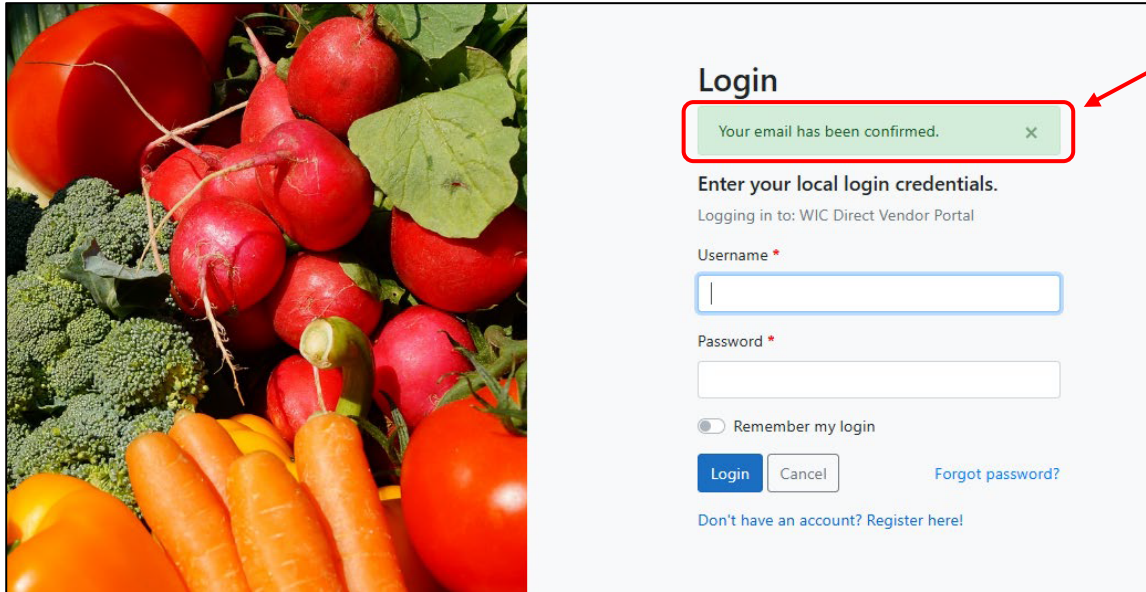 Login
Your email has been confirmed. ×
Enter your local login credentials.
Logging in to: WIC Direct Vendor Portal
Username *
Password *
Remember my login
Login Cancel Forgot password?
Don't have an account? Register here!